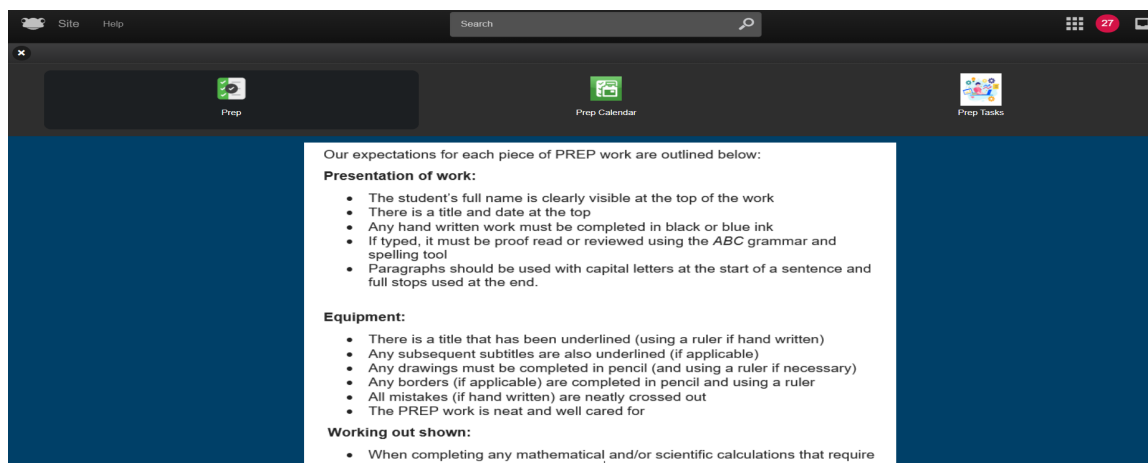 Site Help Search 27
Prep Prep Calendar Prep Tasks
Our expectations for each piece of PREP work are outlined below:
Presentation of work:
• The student's full name is clearly visible at the top of the work
• There is a title and date at the top
• Any hand written work must be completed in black or blue ink
• If typed, it must be proof read or reviewed using the ABC grammar and
spelling tool
• Paragraphs should be used with capital letters at the start of a sentence and
full stops used at the end.
Equipment:
• There is a title that has been underlined (using a ruler if hand written)
• Any subsequent subtitles are also underlined (if applicable)
• Any drawings must be completed in pencil (and using a ruler if necessary)
• Any borders (if applicable) are completed in pencil and using a ruler
• All mistakes (if hand written) are neatly crossed out
• The PREP work is neat and well cared for
Working out shown:
• When completing any mathematical and/or scientific calculations that require